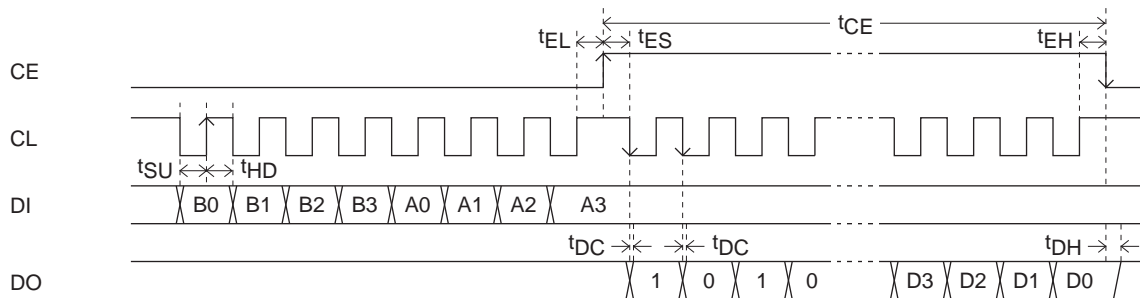 tCE
tEL tES tEH
CE
CL
tSU tHD
DI B0 B1 B2 B3 A0 A1 A2 A3
tDC tDC tDH
DO 1 0 1 0 D3 D2 D1 D0